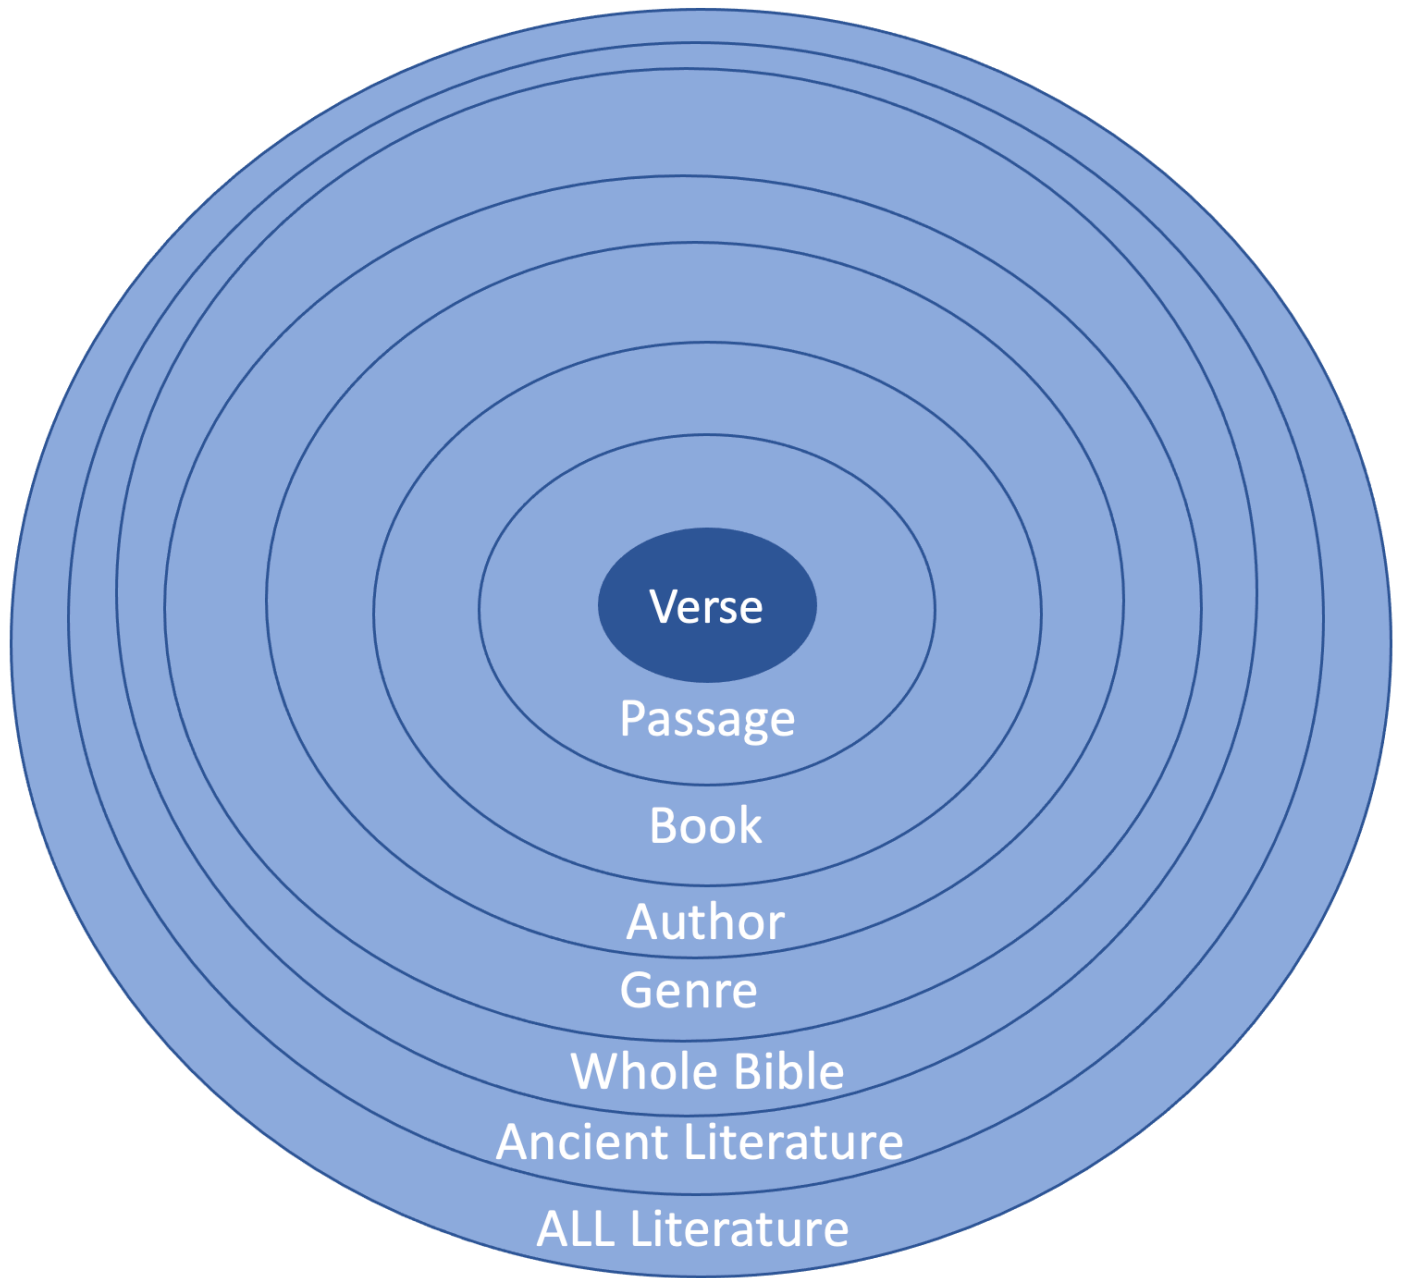 Verse
Passage
Book
Author
Genre
Whole Bible
Ancient Literature
ALL Literature